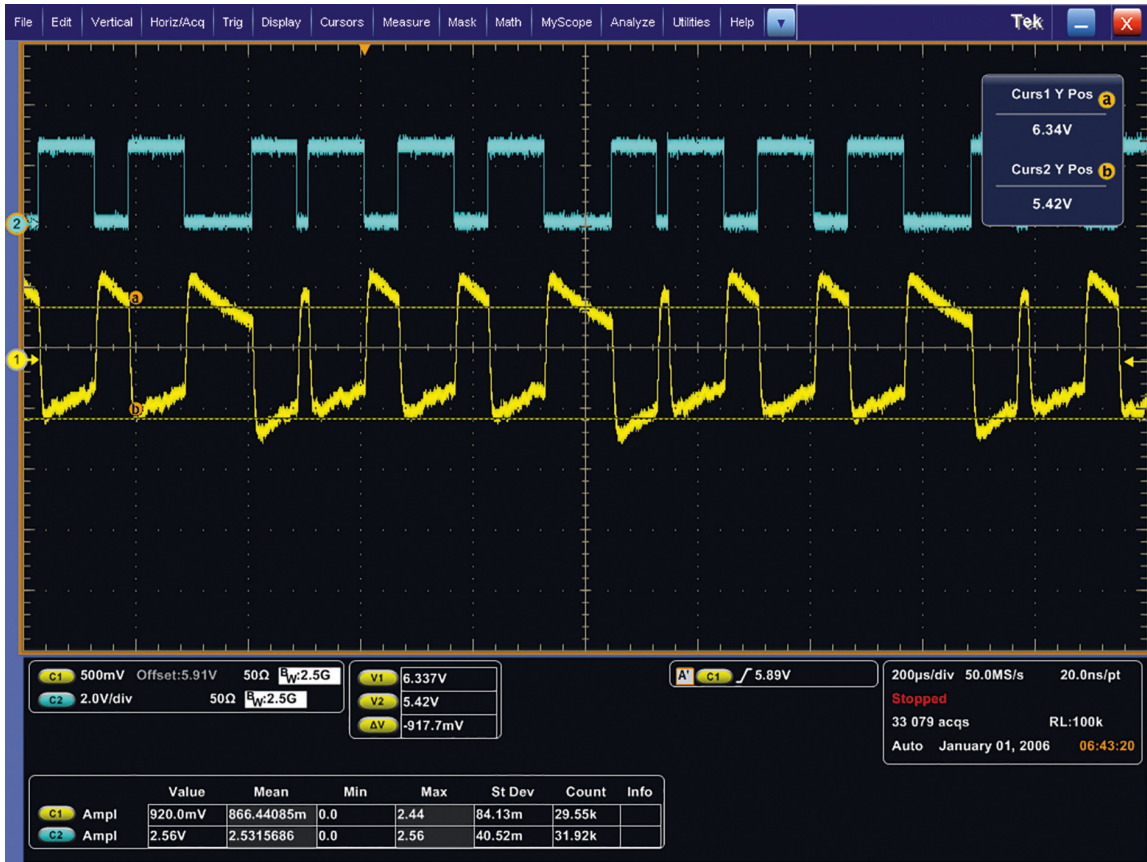 File Edit Vertical Horiz/Acq Trig Display Cursors Measure Mask Math MyScope Analyze Utilities Help Tek X
Curs1 Y Pos a
6.34V
Curs2 Y Pos b
5.42V
2
a
1
b
C1 500mV Offset:5.91V 50Ω BW:2.5G
C2 2.0V/div 50Ω BW:2.5G
V1 6.337V
V2 5.42V
ΔV -917.7mV
A' C1 5.89V
200µs/div 50.0MS/s 20.0ns/pt
Stopped
33 079 acqs RL:100k
Auto January 01, 2006 06:43:20
Value Mean Min Max St Dev Count Info
C1 Ampl 920.0mV 866.44085m 0.0 2.44 84.13m 29.55k
C2 Ampl 2.56V 2.5315686 0.0 2.56 40.52m 31.92k